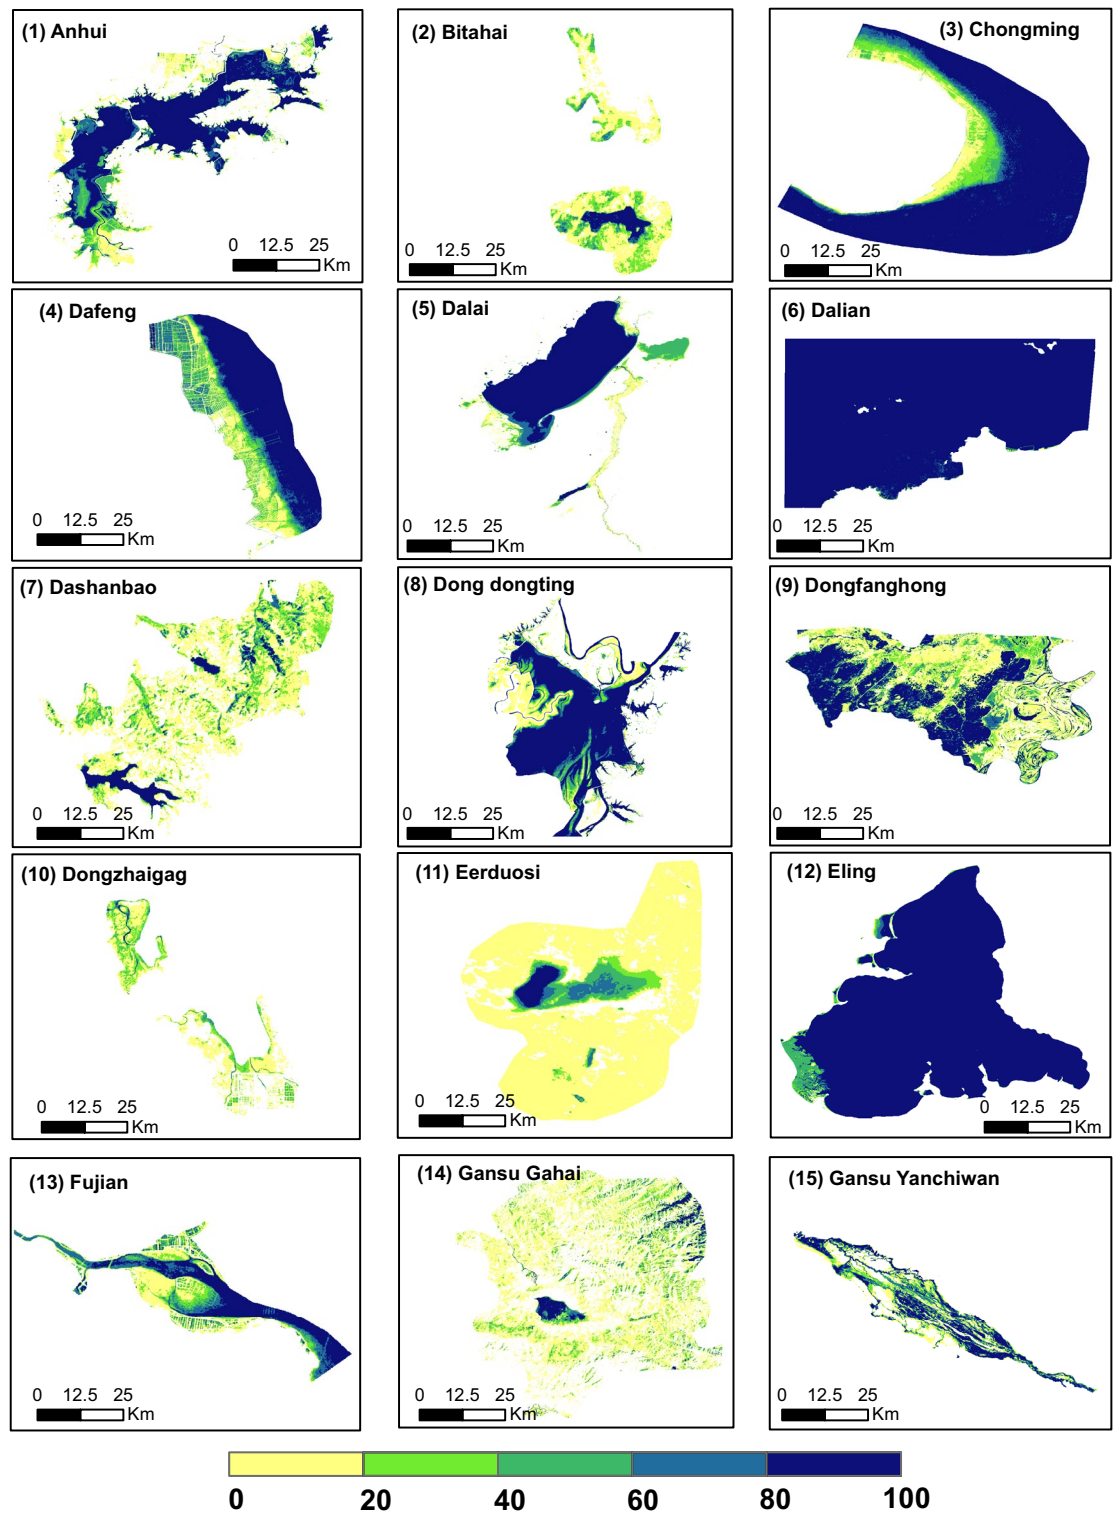 (1) Anhui
0 12.5 25
Km
(2) Bitahai
0 12.5 25
Km
(3) Chongming
0 12.5 25
Km
(4) Dafeng
0 12.5 25
Km
(5) Dalai
0 12.5 25
Km
(6) Dalian
0 12.5 25
Km
(7) Dashanbao
0 12.5 25
Km
(8) Dong dongting
0 12.5 25
Km
(9) Dongfanghong
0 12.5 25
Km
(10) Dongzhaigag
0 12.5 25
Km
(11) Eerduosi
0 12.5 25
Km
(12) Eling
0 12.5 25
Km
(13) Fujian
0 12.5 25
Km
(14) Gansu Gahai
0 12.5 25
Km
(15) Gansu Yanchiwan
0 12.5 25
Km
0 20 40 60 80 100